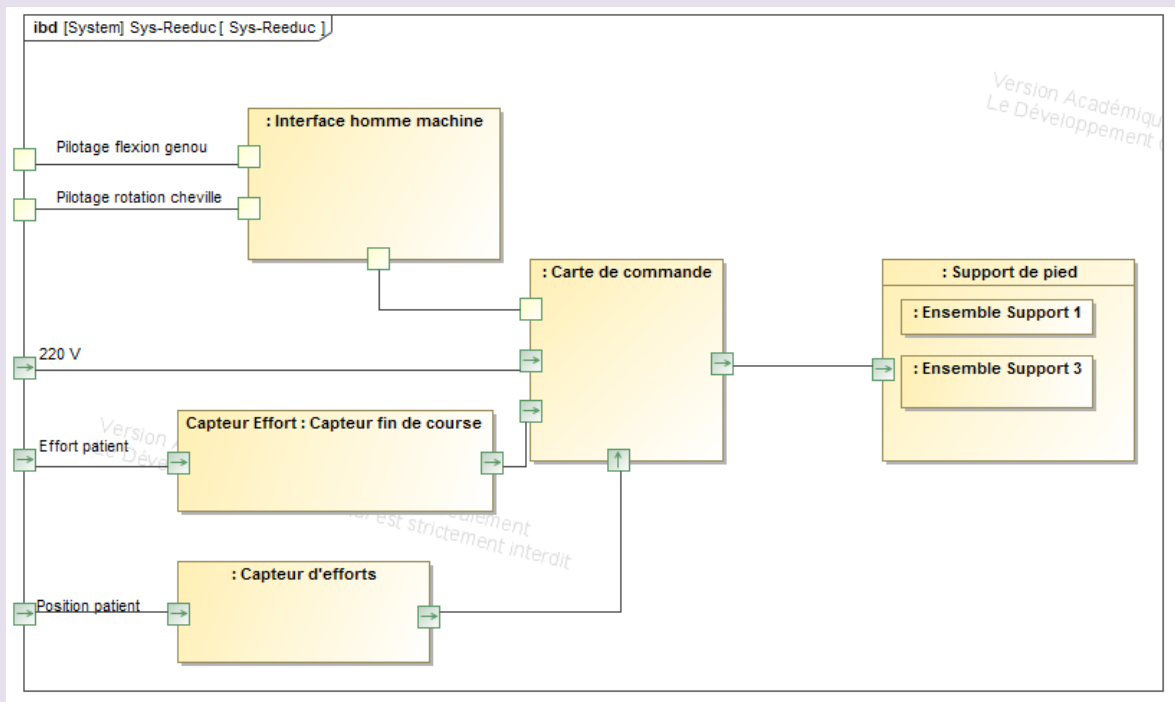 ibd [System] Sys-Reeduc [ Sys-Reeduc ]
Version Académiqu
Le Développement
: Interface homme machine
Pilotage flexion genou
Pilotage rotation cheville
: Carte de commande
: Support de pied
: Ensemble Support 1
220 V
: Ensemble Support 3
Capteur Effort : Capteur fin de course
Effort patient
est strictement interdit
: Capteur d'efforts
Position patient